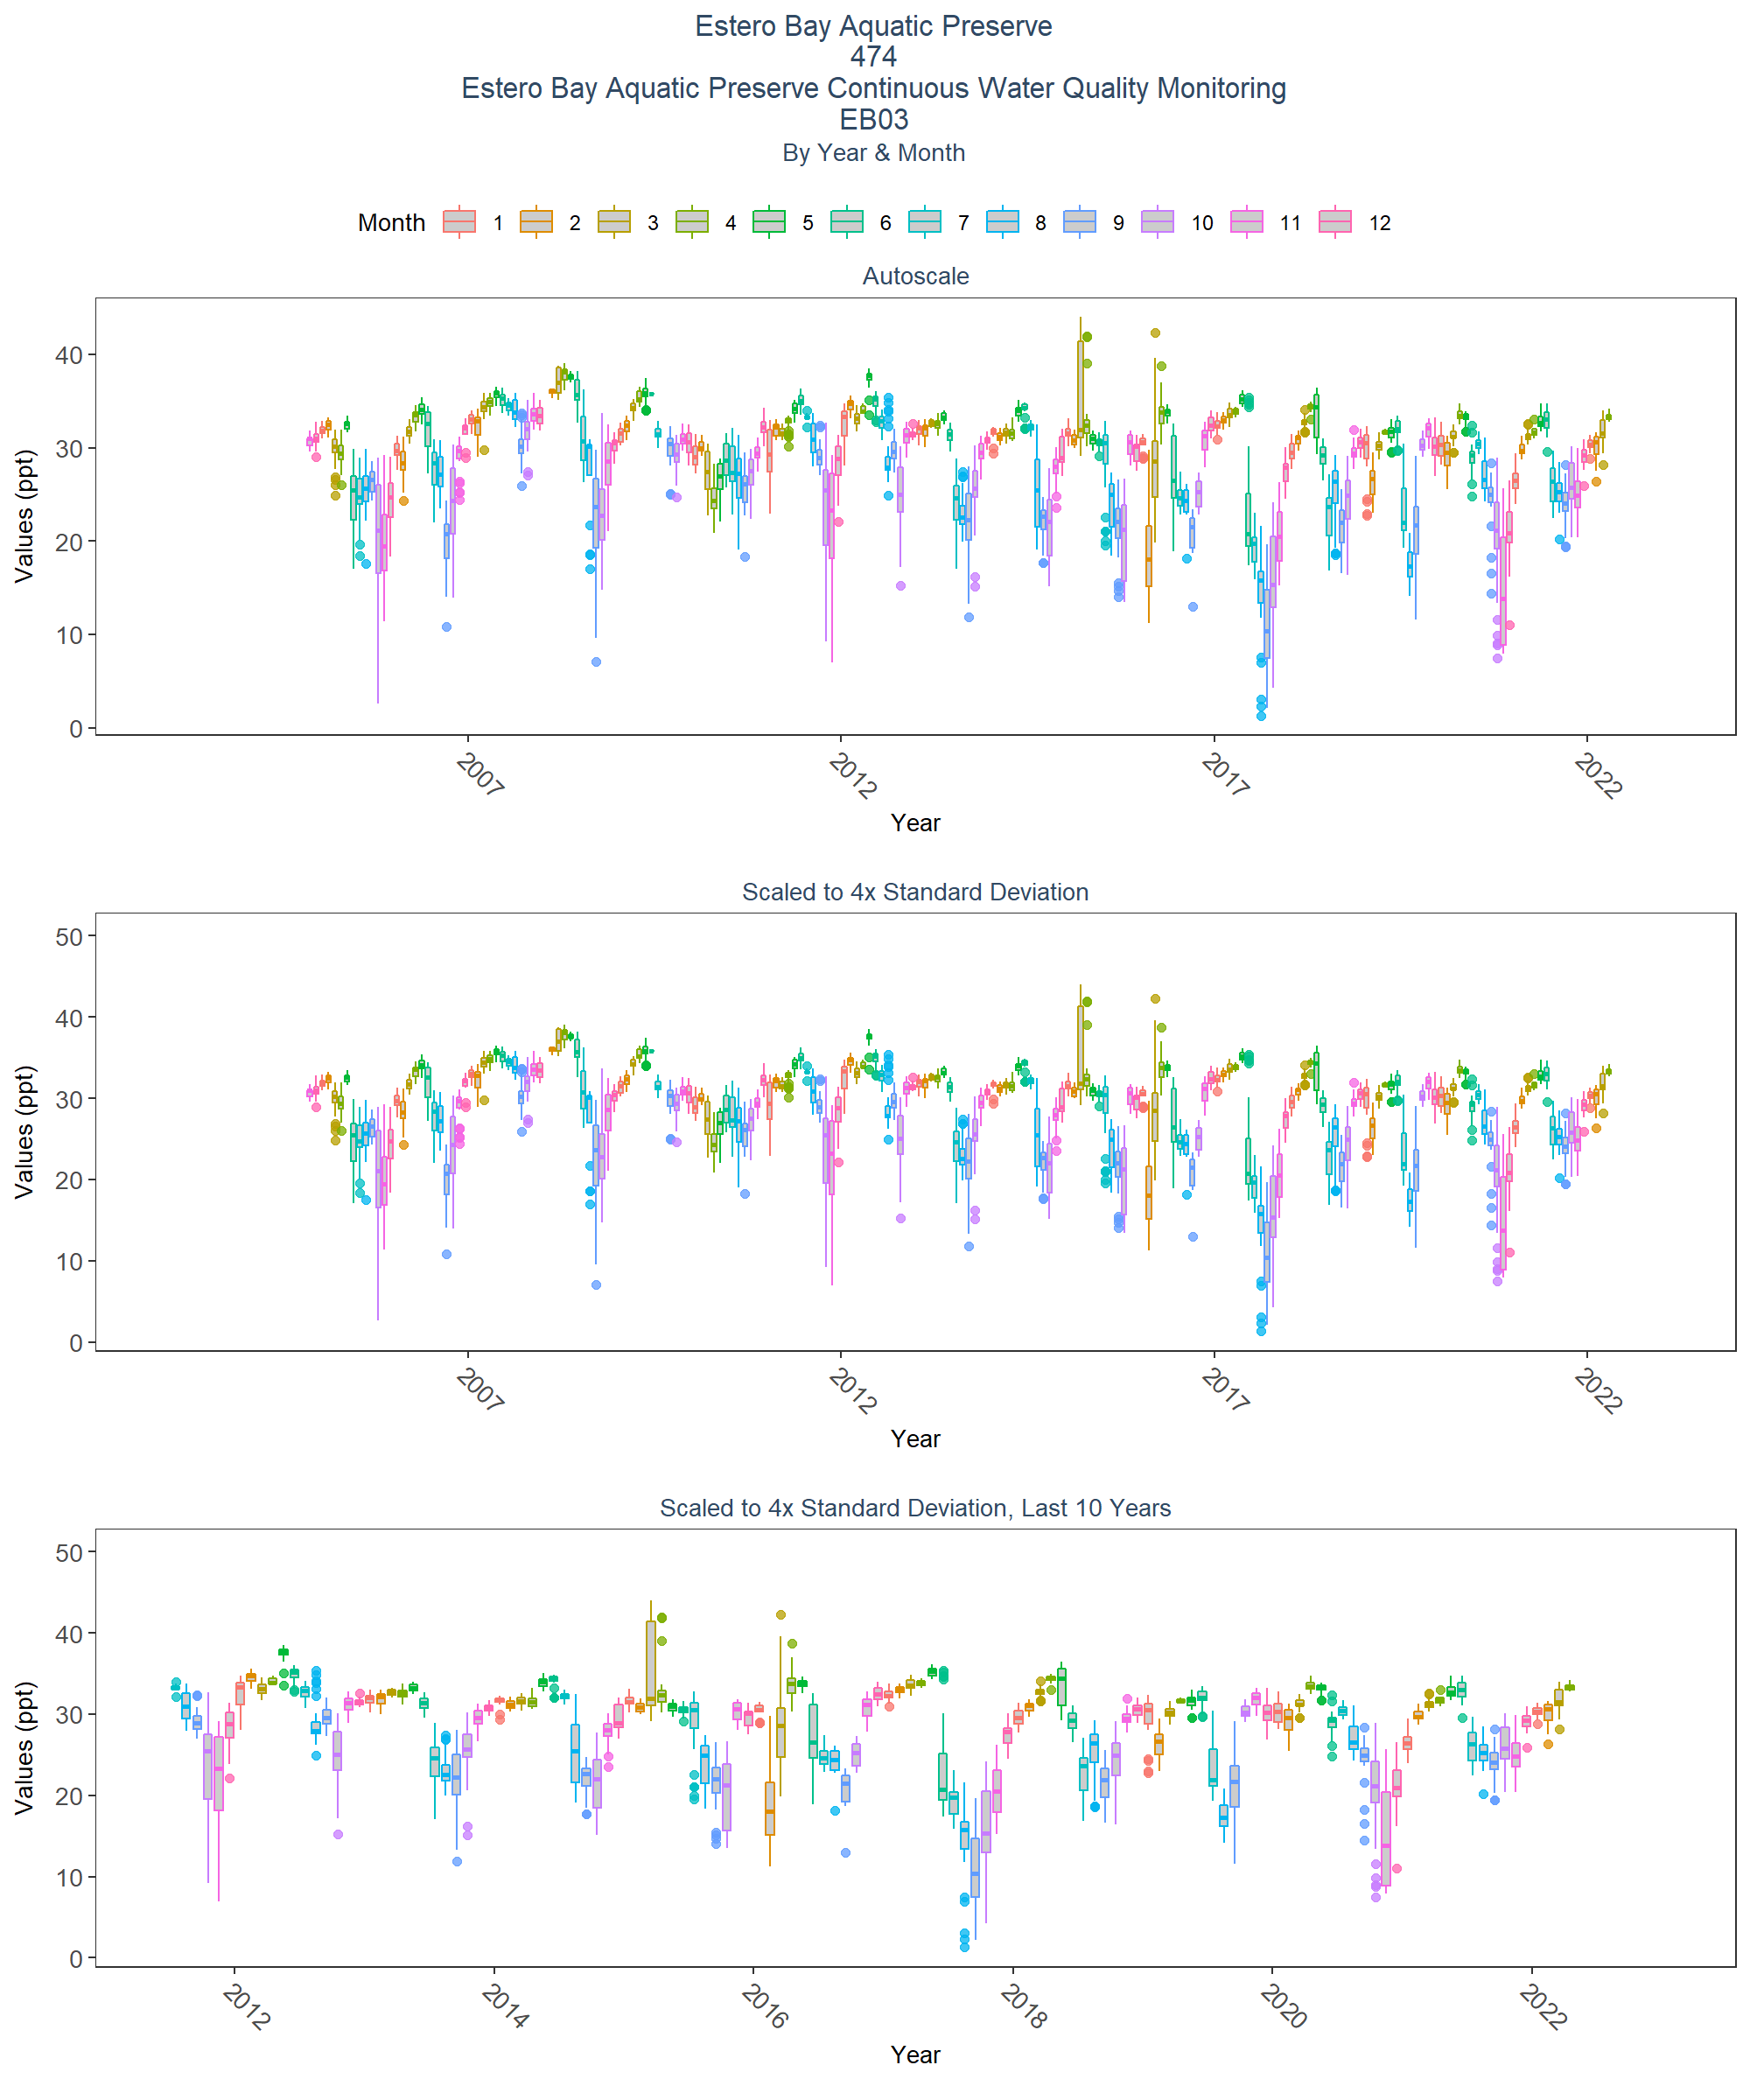 Estero Bay Aquatic Preserve
474
Estero Bay Aquatic Preserve Continuous Water Quality Monitoring
EB03
By Year & Month
Month 1 2 3 4 5 6 7 8 9 10 11 12
Autoscale
Values (ppt)
40
30
20
10
0
2007 2012 2017 2022
Year
Scaled to 4x Standard Deviation
Values (ppt)
50
40
30
20
10
0
2007 2012 2017 2022
Year
Scaled to 4x Standard Deviation, Last 10 Years
Values (ppt)
50
40
30
20
10
0
2012 2014 2016 2018 2020 2022
Year